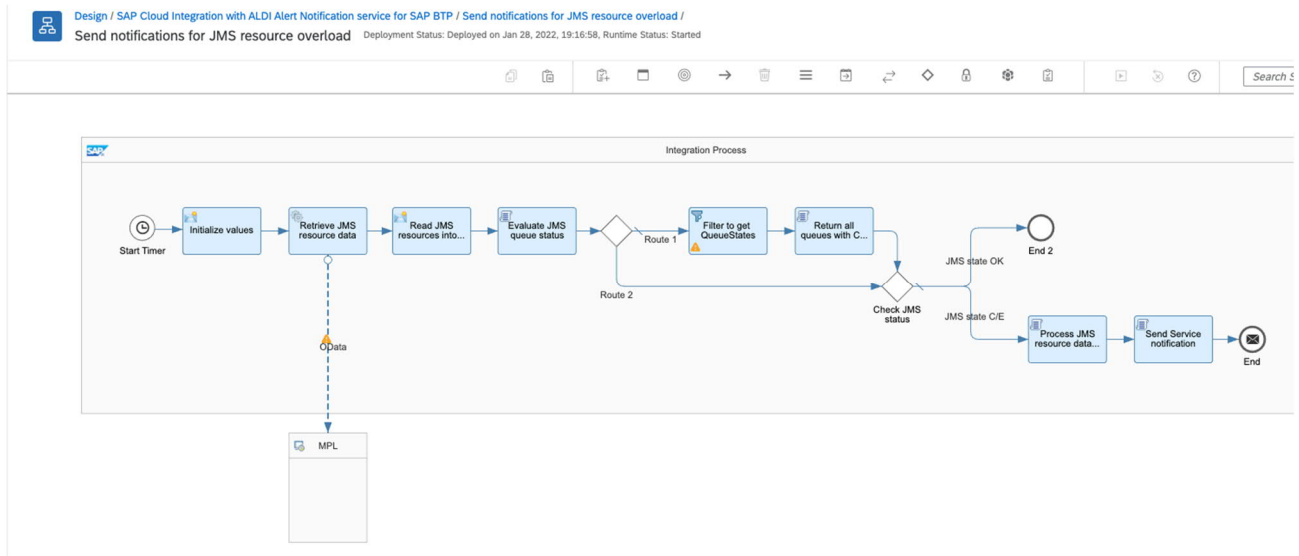 Design / SAP Cloud Integration with ALDI Alert Notification service for SAP BTP / Send notifications for JMS resource overload /
Send notifications for JMS resource overload Deployment Status: Deployed on Jan 28, 2022, 19:16:58, Runtime Status: Started
Search S
SAP
Integration Process
Start Timer
Initialize values
Retrieve JMS
resource data
Read JMS
resources into...
Evaluate JMS
queue status
Route 1
Route 2
Filter to get
QueueStates
Return all
queues with C...
Check JMS
status
JMS state OK
End 2
JMS state C/E
Process JMS
resource data...
Send Service
notification
End
OData
MPL